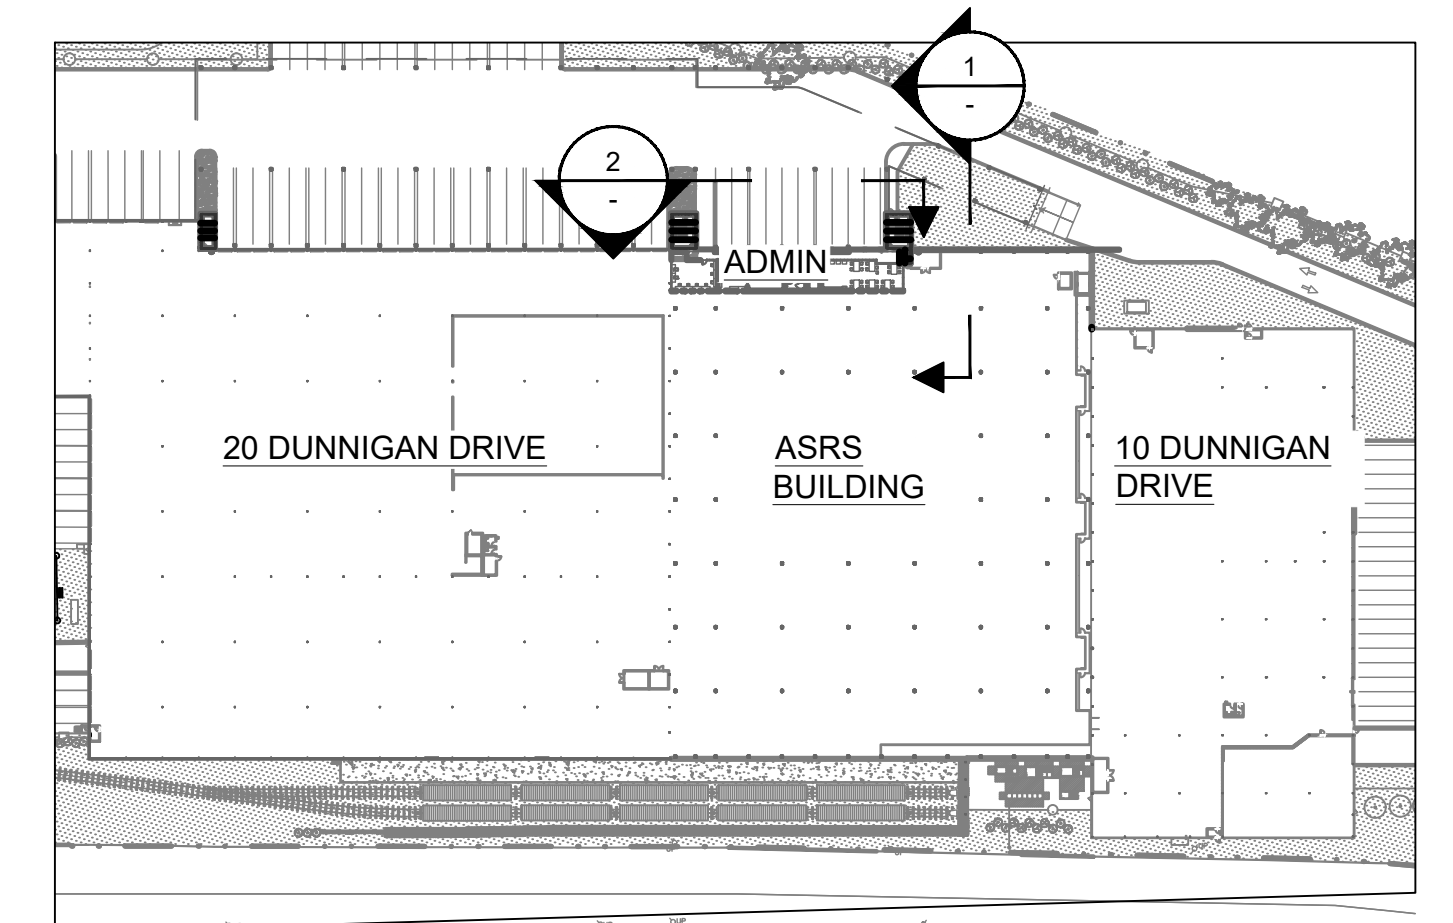 1
-
2
-
ADMIN
20 DUNNIGAN DRIVE
ASRS
BUILDING
10 DUNNIGAN
DRIVE